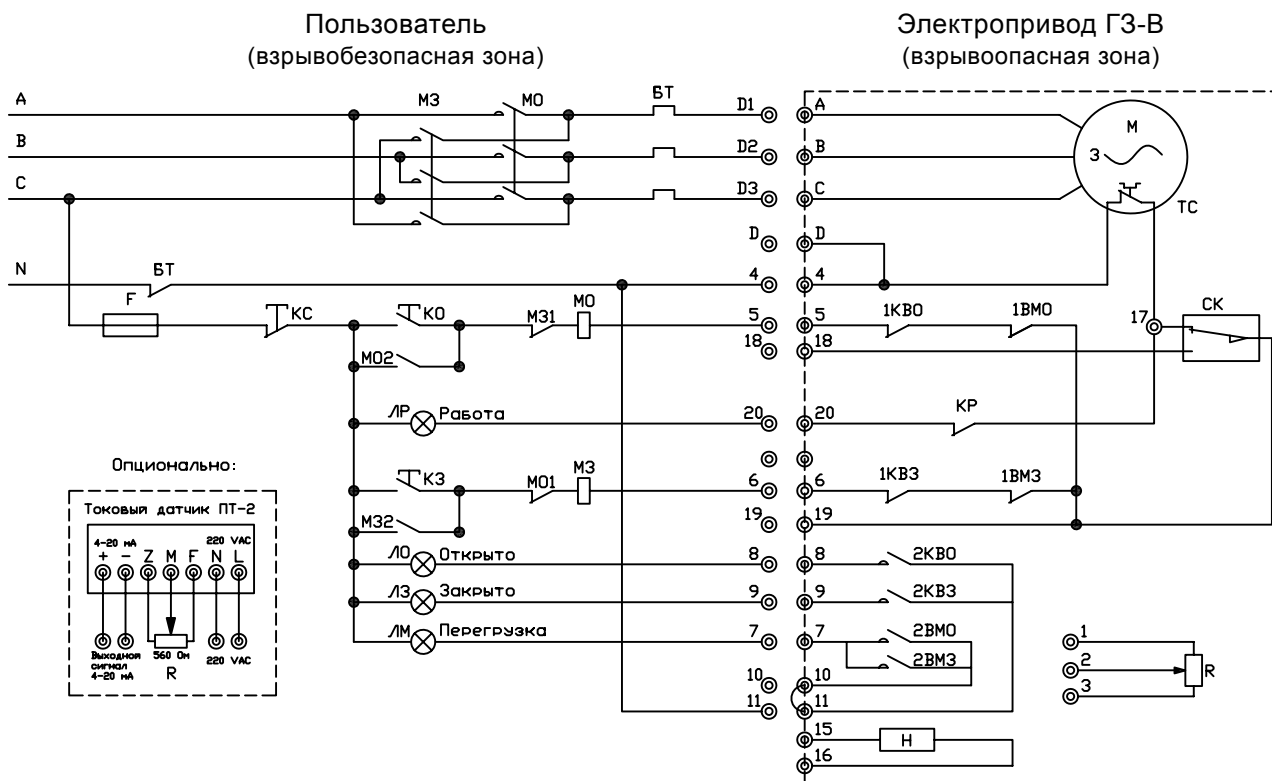 Пользователь
(взрывобезопасная зона)
Электропривод ГЗ-В
(взрывоопасная зона)
A МЗ МО БТ D1 A
М
3
B D2 B
C D3 C
ТС
D D
N БТ 4 4
F КС КО МЗ1 МО 5 5 1КВО 1ВМО 17 СК
18 18
МО2
ЛР Работа 20 20 КР
Опционально:
КЗ МО1 МЗ 6 6 1КВЗ 1ВМЗ
Токовый датчик ПТ-2
МЗ2 19 19
4-20 мА 220 VAC
+ - Z M F N L
ЛО Открыто 8 8 2КВО
ЛЗ Закрыто 9 9 2КВЗ
ЛМ Перегрузка 7 7 2ВМО
2ВМЗ
1
2 R
3
Выходной
сигнал
4-20 мА
560 Ом
R
220 VAC
10 10
11 11
15 Н
16